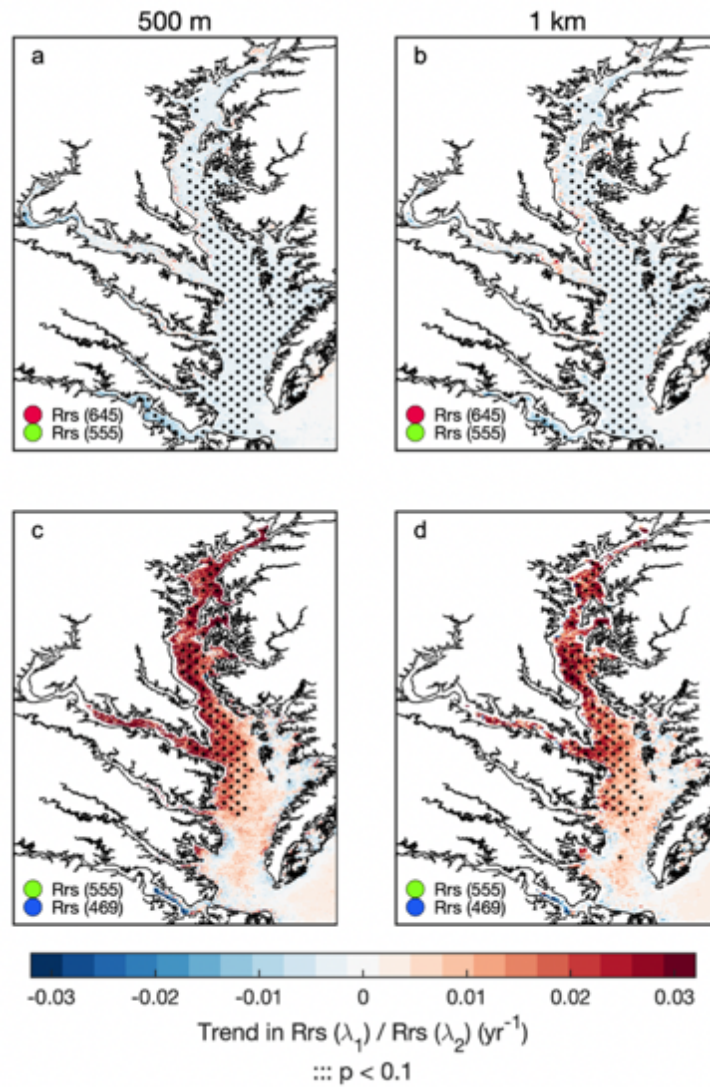 500 m
1 km
a
b
Rrs (645)
Rrs (555)
Rrs (645)
Rrs (555)
c
d
Rrs (555)
Rrs (469)
Rrs (555)
Rrs (469)
-0.03 -0.02 -0.01 0 0.01 0.02 0.03
Trend in Rrs (λ₁) / Rrs (λ₂) (yr⁻¹)
::: p < 0.1